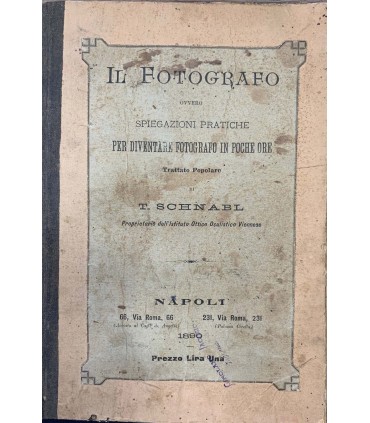 IL FOTOGRAFO
OVVERO
SPIEGAZIONI PRATICHE
PER DIVENTARE FOTOGRAFO IN POCHE ORE
Trattato Popolare
DI
T. SCHNABL
Proprietario dell'Istituto Ottico Oculistico Viennese
NAPOLI
66, Via Roma, 66 231, Via Roma, 231
1890
Prezzo Lira Una